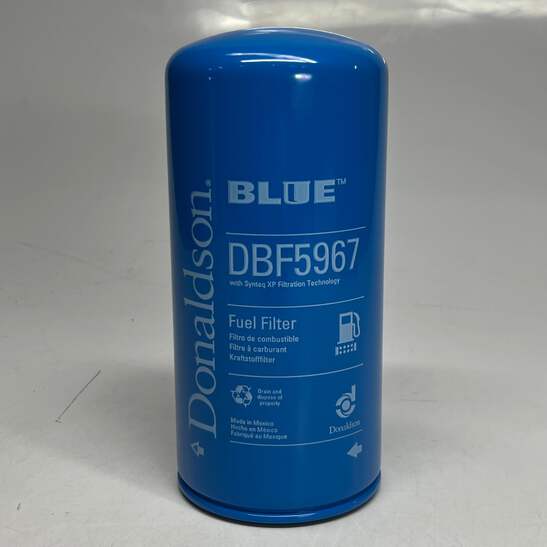 Donaldson®
BLUE™
DBF5967
with Synteq XP Filtration Technology
Fuel Filter
Filtro de combustible
Filtre à carburant
Kraftstofffilter
Drain and
dispose of
properly
Made in Mexico
Hecho en México
Fabriqué au Mexique
Donaldson